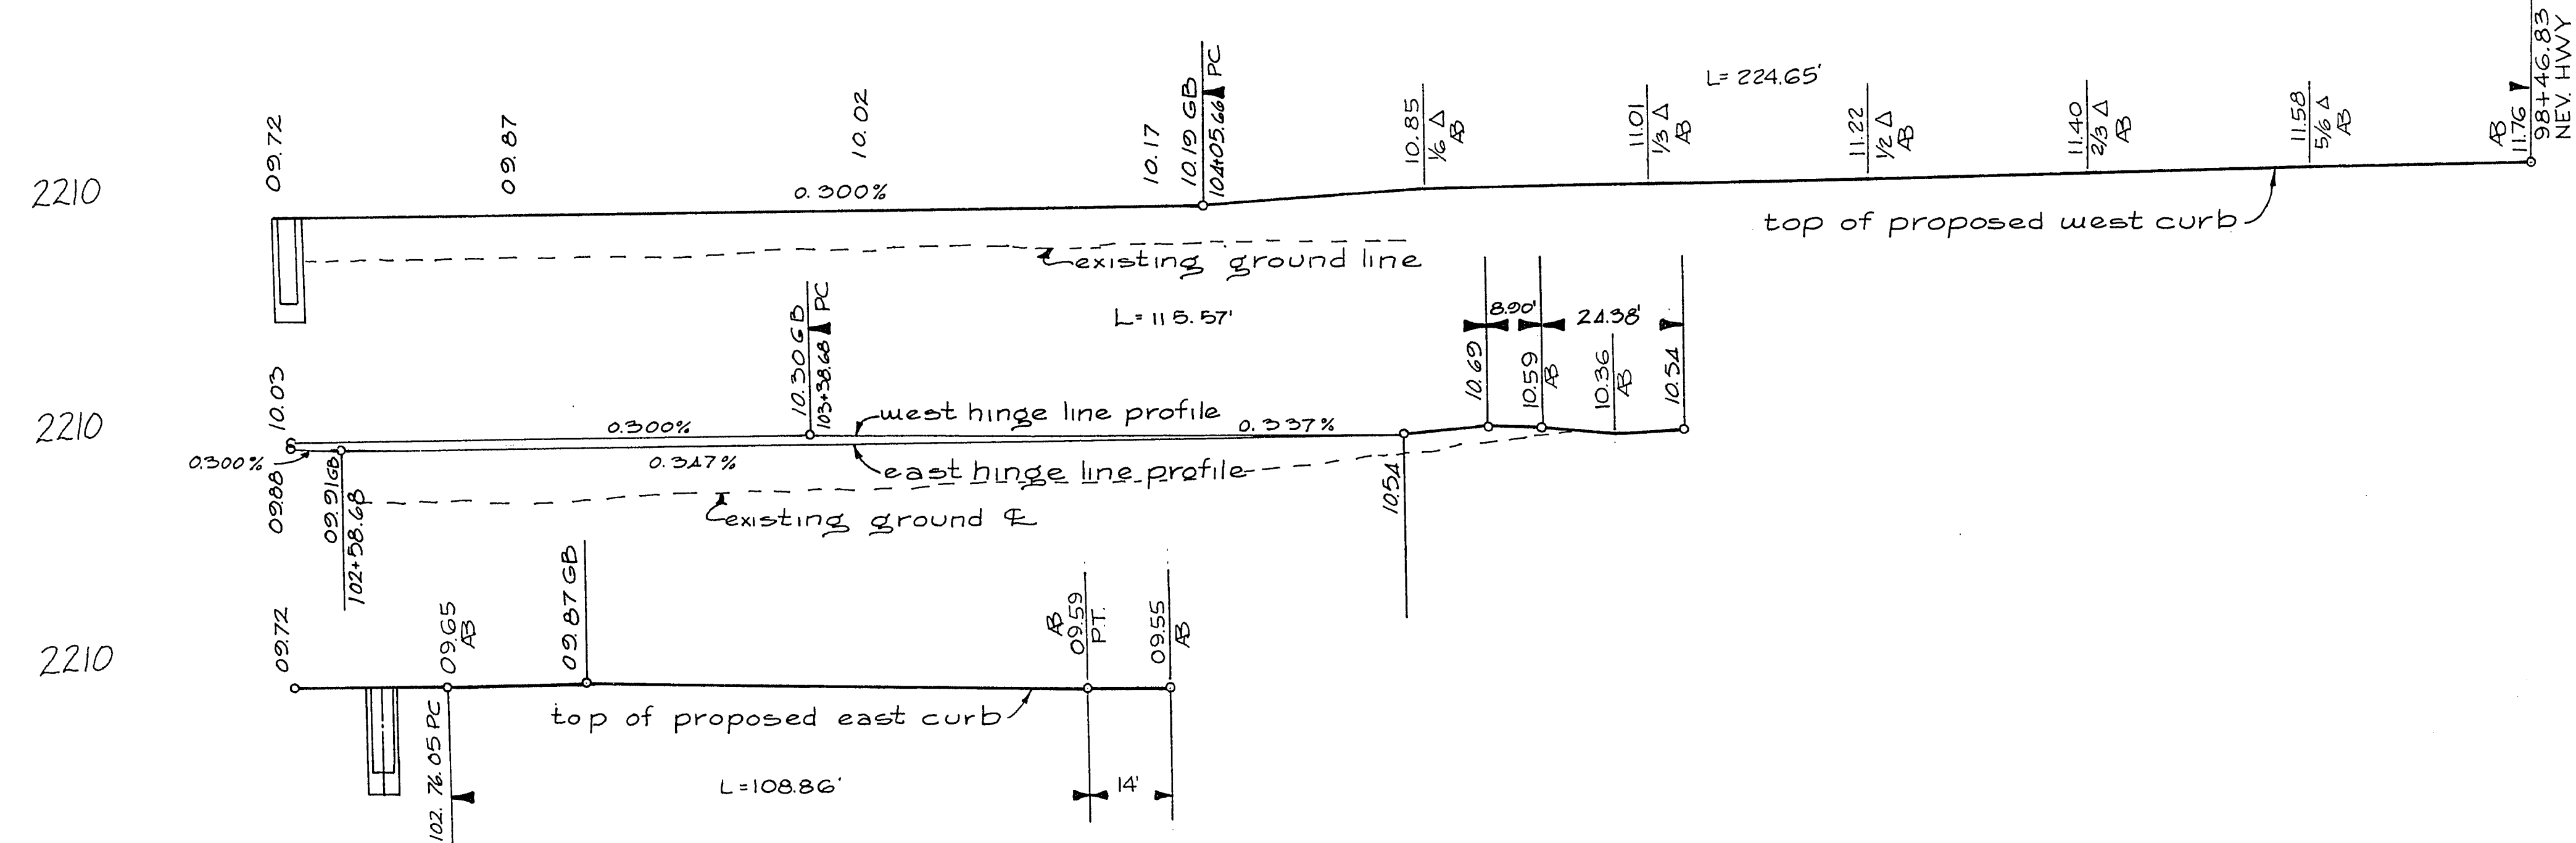 2210
09.72
09.87
10.02
10.17
10.19 GB
104+05.66 PC
0.300%
10.85
1/6 Δ
AB
11.01
1/3 Δ
AB
L= 224.65'
11.22
1/2 Δ
AB
11.40
2/3 Δ
AB
11.58
5/6 Δ
AB
AB
11.76
98+46.83
NEV. HWY
top of proposed west curb
existing ground line
2210
10.03
0.300%
10.30 GB
103+38.68 PC
L= 115.57'
west hinge line profile
0.337%
8.90'
24.38'
10.69
10.59
AB
10.36
AB
10.54
0.300%
09.88
09.91 GB
102+58.68
0.347%
east hinge line profile
10.54
existing ground ℄
2210
09.72
09.65
AB
09.87 GB
AB
09.59
P.T.
09.55
AB
102. 76.05 PC
top of proposed east curb
L=108.86'
14'